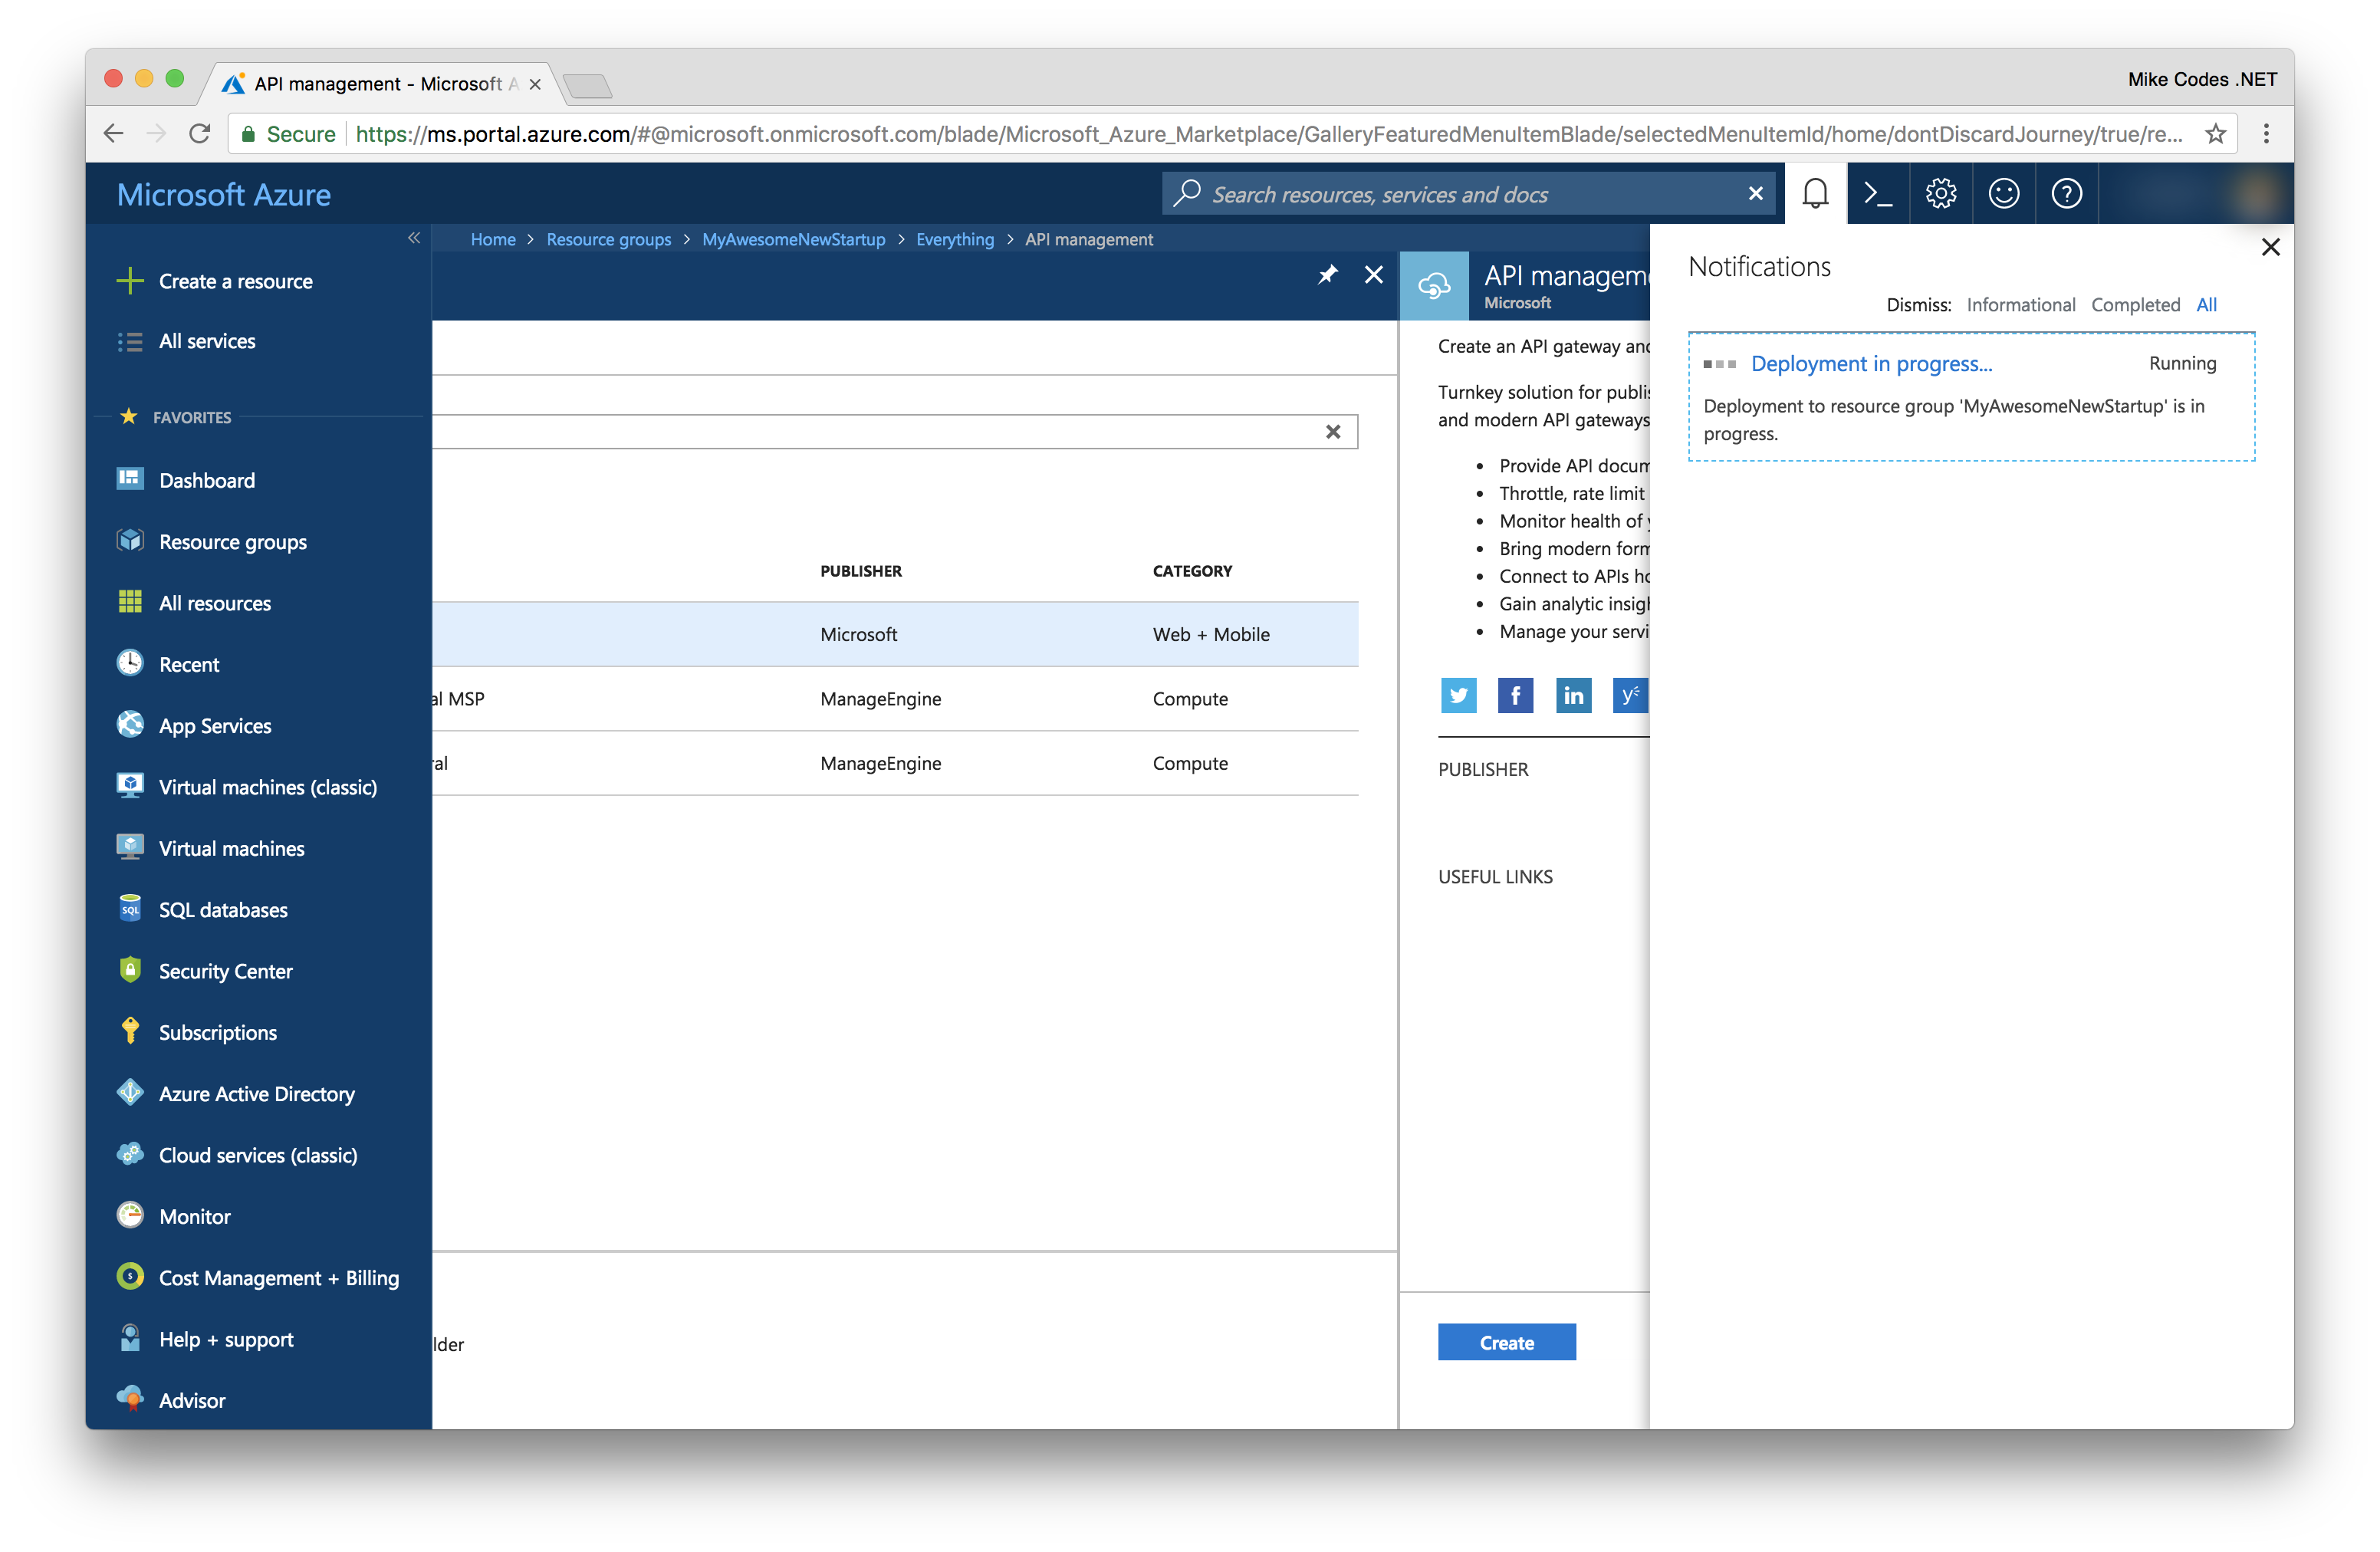 API management - Microsoft A
Mike Codes .NET
Secure
https://ms.portal.azure.com/#@microsoft.onmicrosoft.com/blade/Microsoft_Azure_Marketplace/GalleryFeaturedMenuItemBlade/selectedMenuItemId/home/dontDiscardJourney/true/re...
Microsoft Azure
Search resources, services and docs
Home > Resource groups > MyAwesomeNewStartup > Everything > API management
Create a resource
All services
FAVORITES
Dashboard
Resource groups
All resources
Recent
App Services
Virtual machines (classic)
Virtual machines
SQL databases
Security Center
Subscriptions
Azure Active Directory
Cloud services (classic)
Monitor
Cost Management + Billing
Help + support
Advisor
PUBLISHER CATEGORY
Microsoft Web + Mobile
al MSP ManageEngine Compute
ral ManageEngine Compute
lder
API manageme
Microsoft
Create an API gateway and
Turnkey solution for publis
and modern API gateways
Provide API docum
Throttle, rate limit
Monitor health of y
Bring modern form
Connect to APIs ho
Gain analytic insigh
Manage your servi
PUBLISHER
USEFUL LINKS
Create
Notifications
Dismiss: Informational Completed All
Deployment in progress... Running
Deployment to resource group 'MyAwesomeNewStartup' is in
progress.